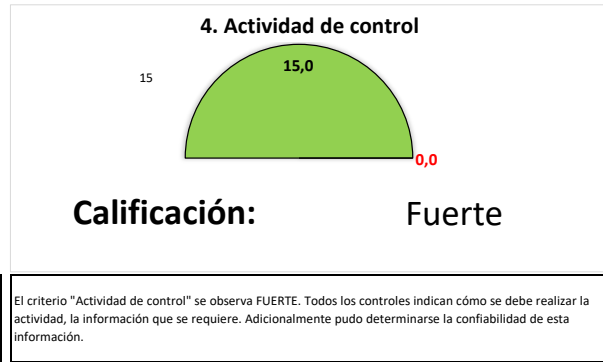 4. Actividad de control
15,0
15
0,0
Calificación: Fuerte
El criterio "Actividad de control" se observa FUERTE. Todos los controles indican cómo se debe realizar la
actividad, la información que se requiere. Adicionalmente pudo determinarse la confiabilidad de esta
información.